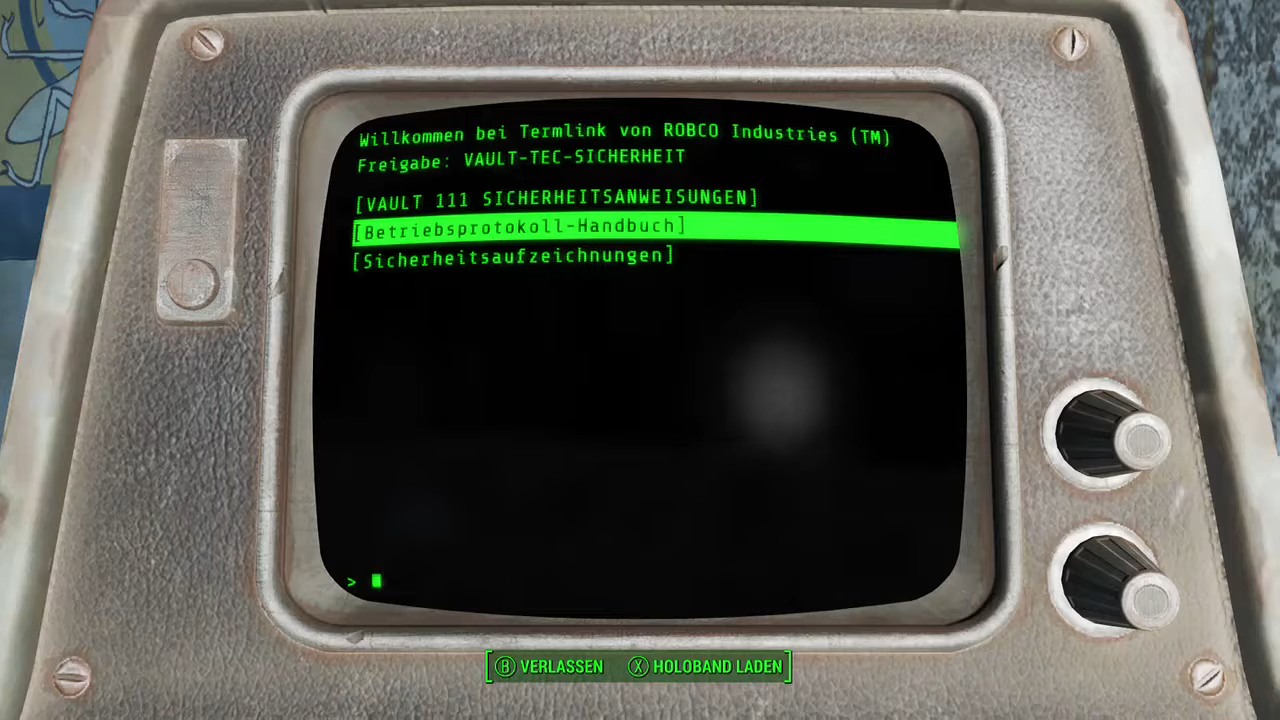 Willkommen bei Termlink von ROBCO Industries (TM)
Freigabe: VAULT-TEC-SICHERHEIT
[VAULT 111 SICHERHEITSANWEISUNGEN]
[Betriebsprotokoll-Handbuch]
[Sicherheitsaufzeichnungen]
>
Ⓑ VERLASSEN Ⓧ HOLOBAND LADEN